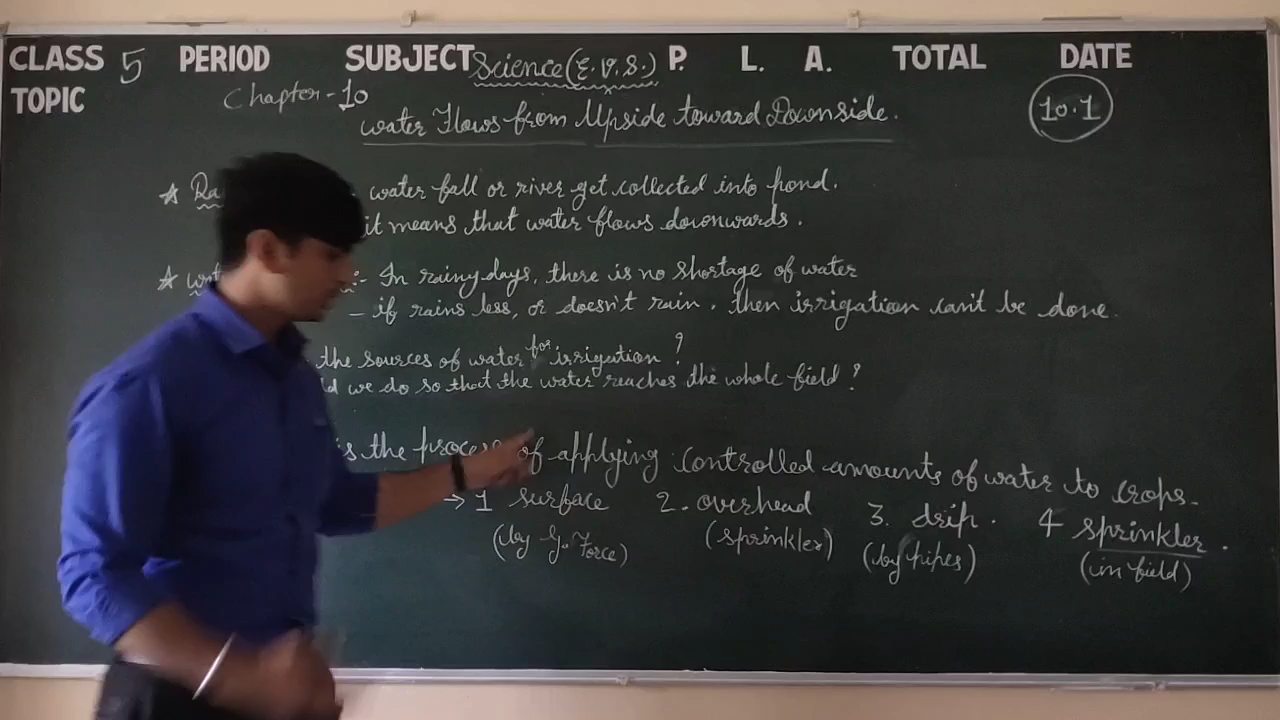 CLASS 5 PERIOD SUBJECT Science (E.V.S.) P. L. A. TOTAL DATE
TOPIC Chapter-10
Water Flows from Upside toward Downside. 10.1
* water fall or river get collected into pond.
it means that water flows downwards.
* :- In rainy days, there is no shortage of water
- if rains less, or doesn't rain, then irrigation can't be done.
the sources of water for irrigation ?
we do so that the water reaches the whole field ?
is the process of applying controlled amounts of water to crops.
→ 1 surface 2. overhead 3. drip. 4 sprinkler.
(by G. Force) (sprinkler) (by pipes) (in field)